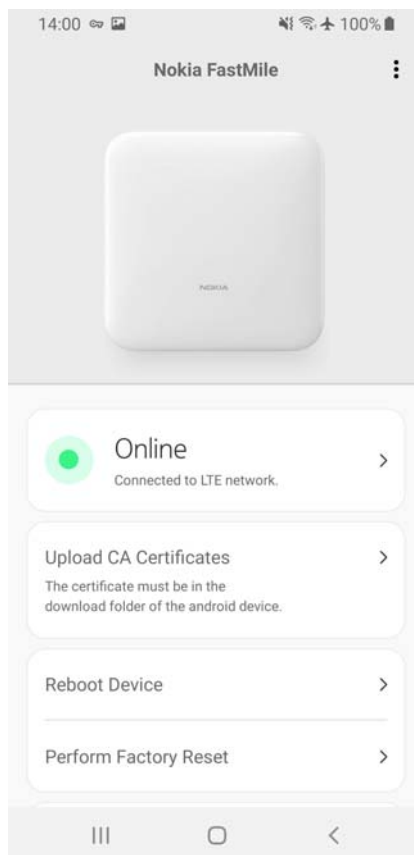 14:00 100%
Nokia FastMile
NOKIA
Online
Connected to LTE network.
Upload CA Certificates
The certificate must be in the
download folder of the android device.
Reboot Device
Perform Factory Reset